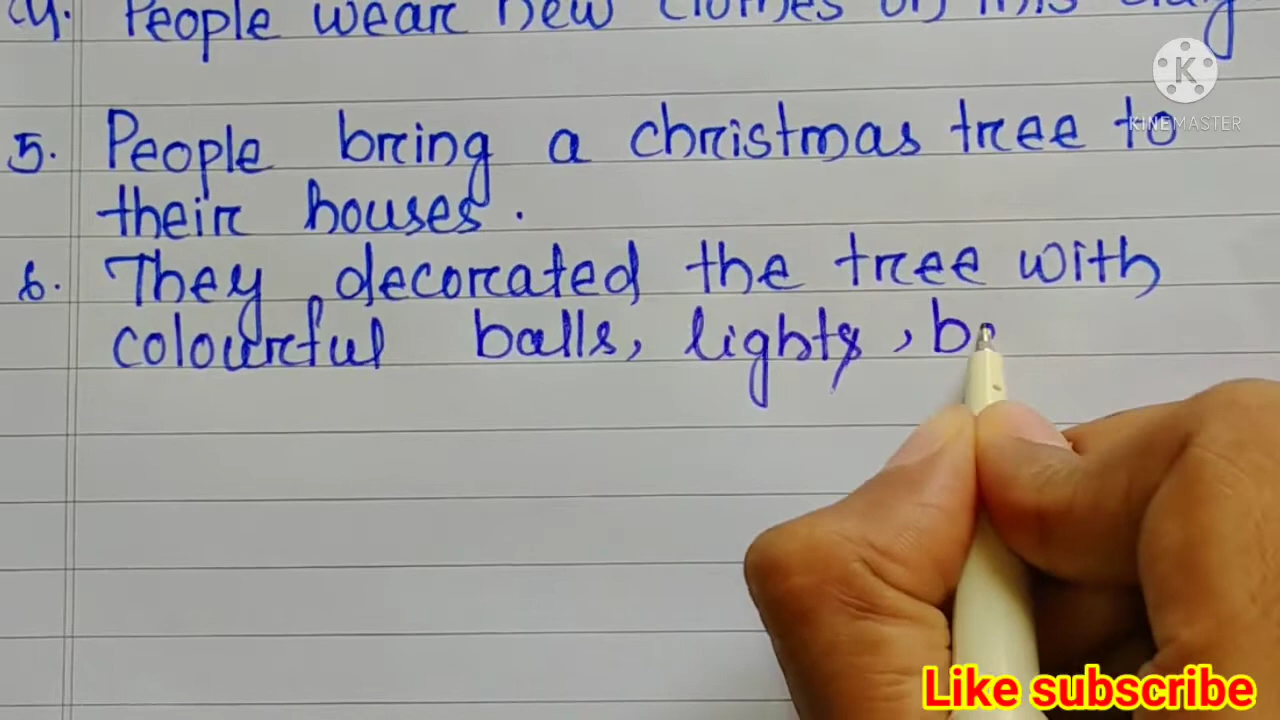 4. People wear new clothes on this day
K
KINEMASTER
5. People bring a christmas tree to
their houses.
6. They decorated the tree with
colourful balls, lights, b
Like subscribe